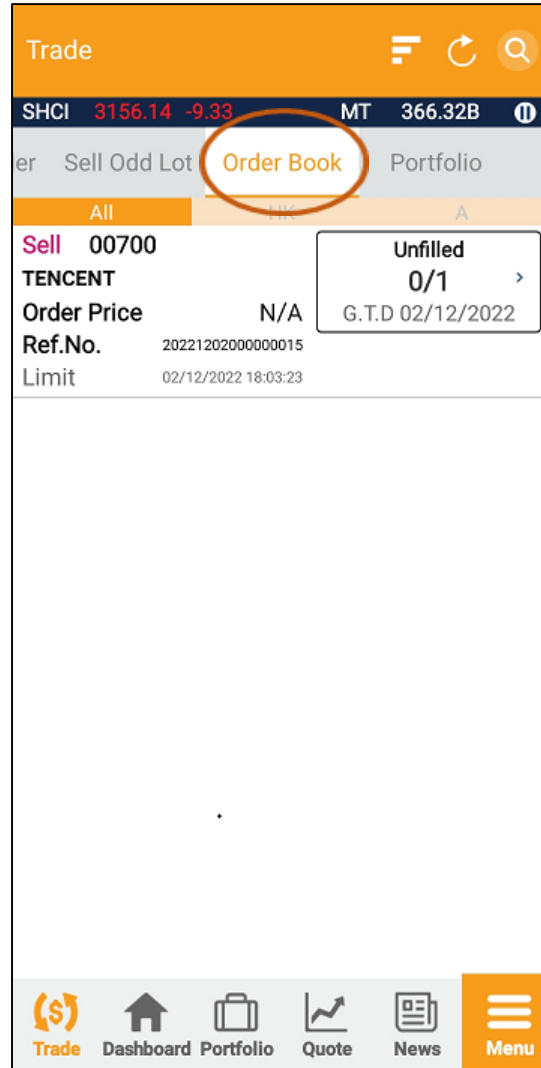 Trade
SHCI 3156.14 -9.33 MT 366.32B
er Sell Odd Lot Order Book Portfolio
All HK A
Sell 00700 Unfilled
TENCENT 0/1 >
Order Price N/A G.T.D 02/12/2022
Ref.No. 20221202000000015
Limit 02/12/2022 18:03:23
Trade Dashboard Portfolio Quote News Menu